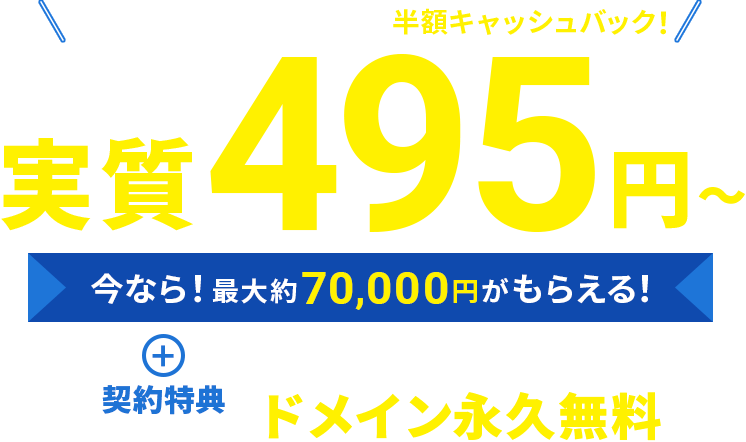 半額キャッシュバック!
実質495円~
今なら!最大約70,000円がもらえる!
+
契約特典 ドメイン永久無料